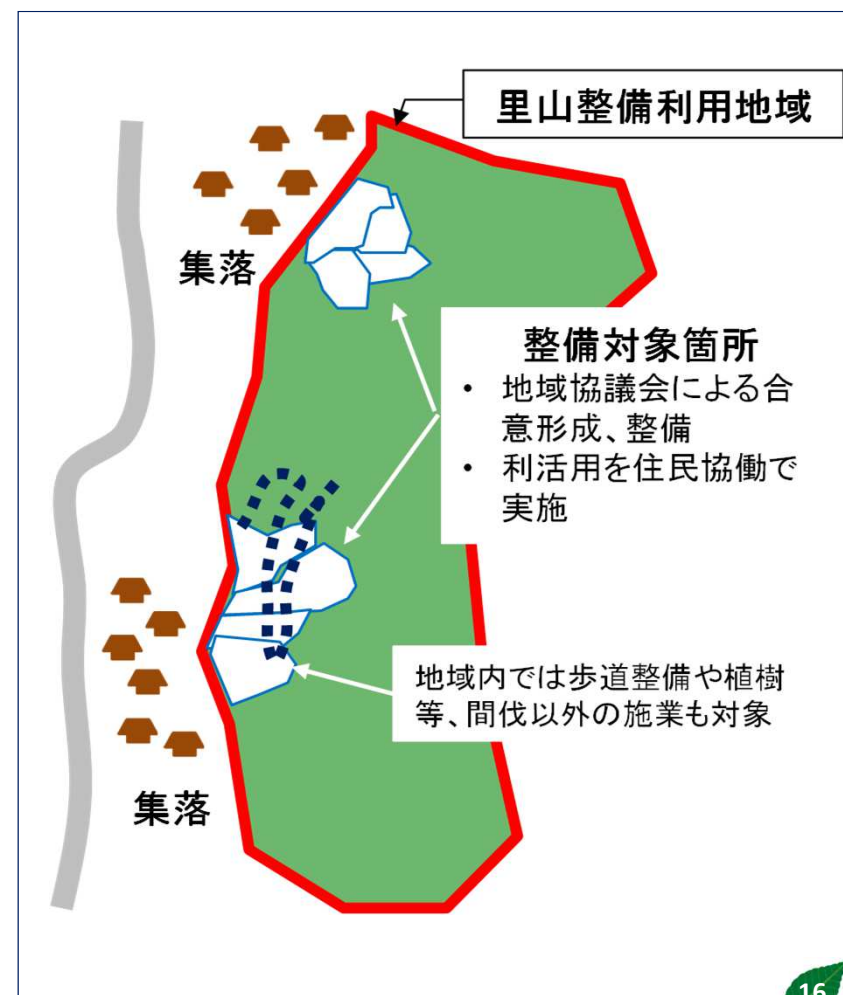 里山整備利用地域
集落
整備対象箇所
• 地域協議会による合
意形成、整備
• 利活用を住民協働で
実施
地域内では歩道整備や植樹
等、間伐以外の施業も対象
集落
16